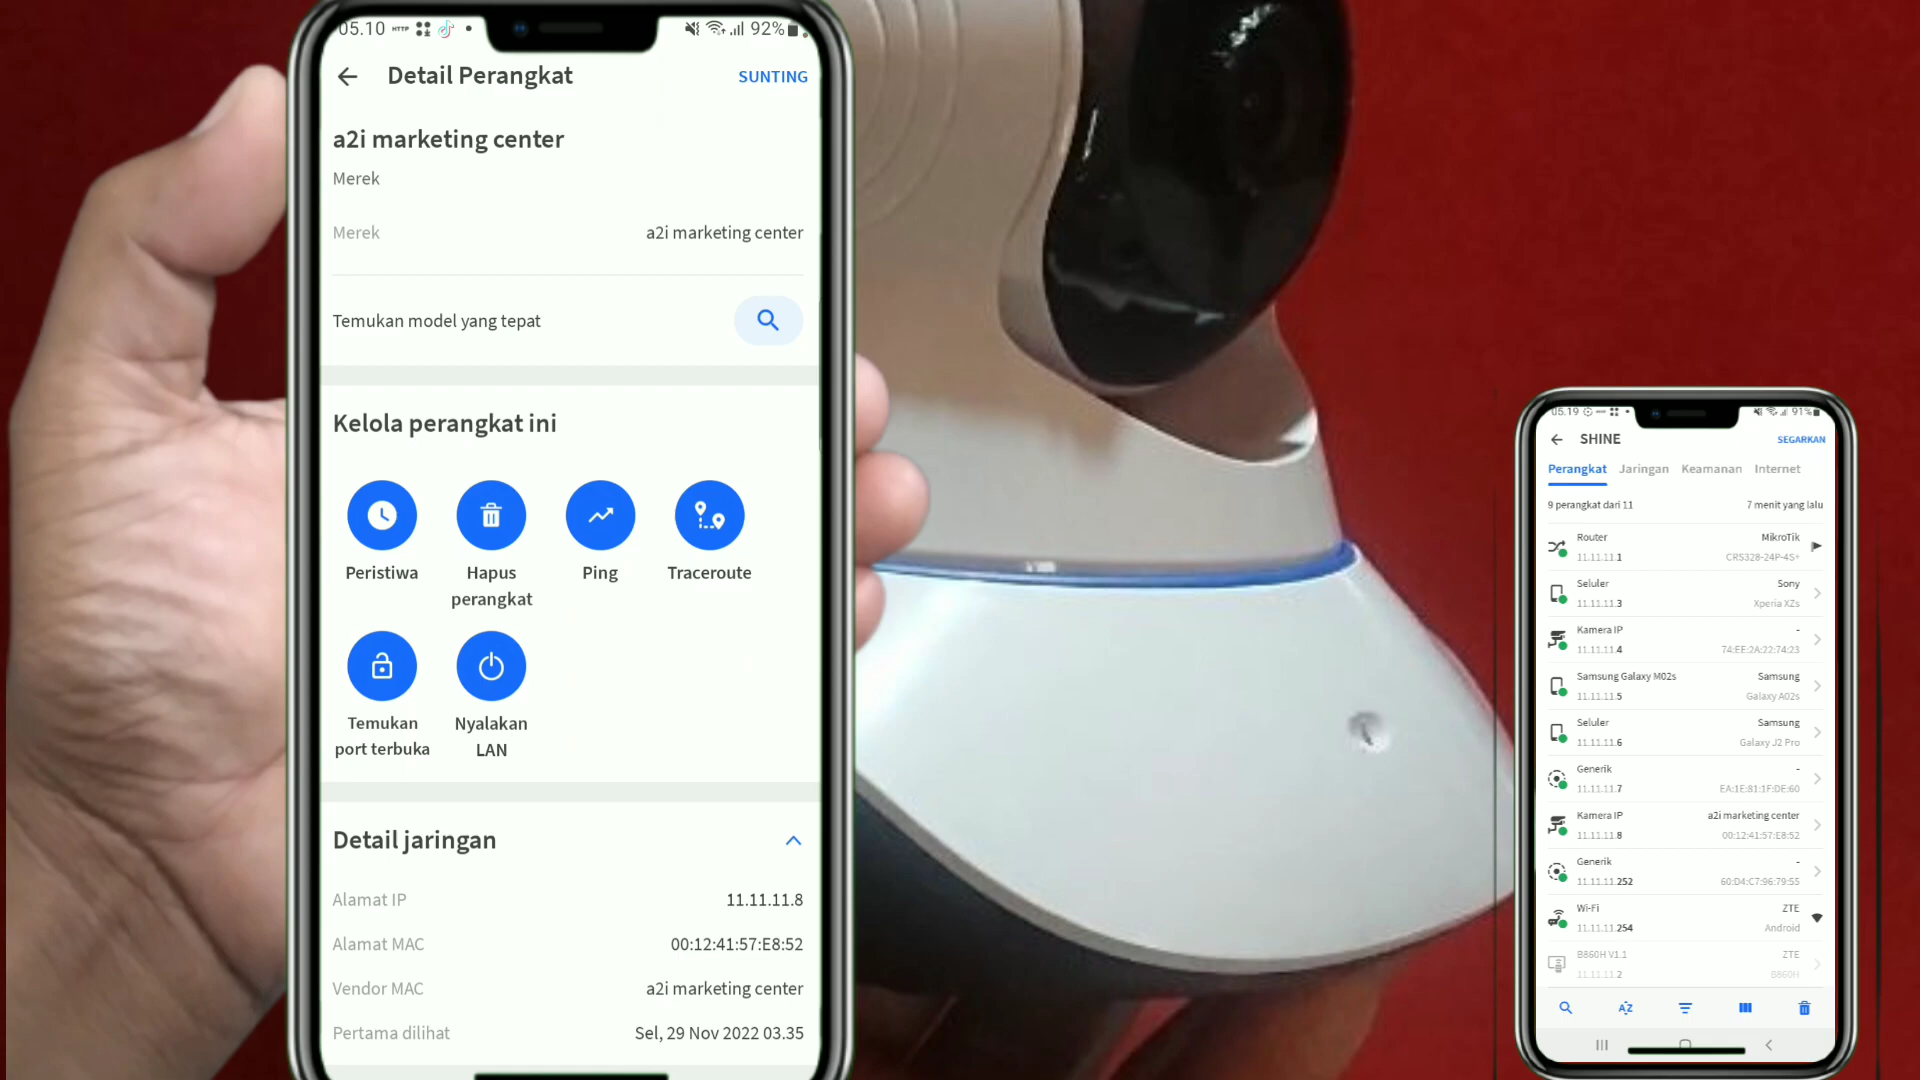 05.10 HTTP 92%
Detail Perangkat SUNTING
a2i marketing center
Merek
Merek a2i marketing center
Temukan model yang tepat
Kelola perangkat ini
Peristiwa Hapus perangkat Ping Traceroute
Temukan port terbuka Nyalakan LAN
Detail jaringan
Alamat IP 11.11.11.8
Alamat MAC 00:12:41:57:E8:52
Vendor MAC a2i marketing center
Pertama dilihat Sel, 29 Nov 2022 03.35
05.19 91%
SHINE SEGARKAN
Perangkat Jaringan Keamanan Internet
9 perangkat dari 11 7 menit yang lalu
Router MikroTik
11.11.11.1 CRS328-24P-4S+
Seluler Sony
11.11.11.3 Xperia XZs
Kamera IP -
11.11.11.4 74:EE:2A:22:74:23
Samsung Galaxy M02s Samsung
11.11.11.5 Galaxy A02s
Seluler Samsung
11.11.11.6 Galaxy J2 Pro
Generik -
11.11.11.7 EA:1E:81:1F:DE:60
Kamera IP a2i marketing center
11.11.11.8 00:12:41:57:E8:52
Generik -
11.11.11.252 60:D4:C7:96:79:55
Wi-Fi ZTE
11.11.11.254 Android
B860H V1.1 ZTE
11.11.11.2 B860H
AZ